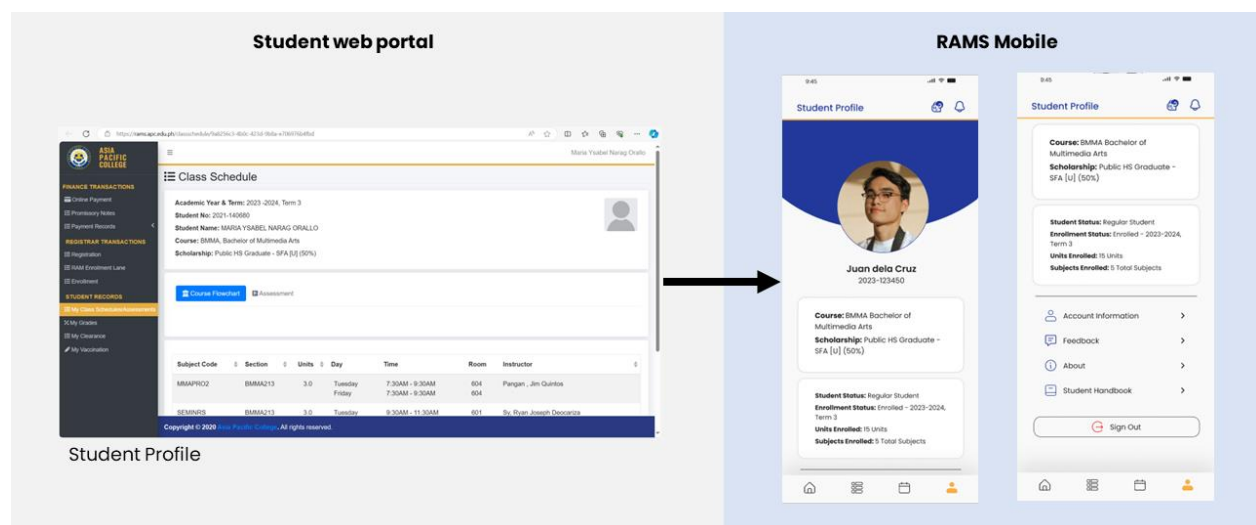 Student web portal
RAMS Mobile
ASIA
PACIFIC
COLLEGE
Maria Ysabel Narag Orallo
FINANCE TRANSACTIONS
Online Payment
Promissory Notes
Payment Records
REGISTRAR TRANSACTIONS
Registration
RAM Enrolment Lane
Enrollment
STUDENT RECORDS
My Class Schedules/Assessments
My Grades
My Clearance
My Vaccination
Class Schedule
Academic Year & Term: 2023 -2024, Term 3
Student No: 2021-140680
Student Name: MARIA YSABEL NARAG ORALLO
Course: BMMA, Bachelor of Multimedia Arts
Scholarship: Public HS Graduate - SFA [U] (50%)
Course Flowchart Assessment
Subject Code Section Units Day Time Room Instructor
MMAPRO2 BMMA213 3.0 Tuesday 7:30AM - 9:30AM 604 Pangan , Jim Quintos
Friday 7:30AM - 9:30AM 604
SEMINRS BMMA213 3.0 Tuesday 9:30AM - 11:30AM 601 Sy, Ryan Joseph Deocariza
Copyright © 2020 Asia Pacific College. All rights reserved.
Student Profile
9:45
Student Profile
Juan dela Cruz
2023-123450
Course: BMMA Bachelor of
Multimedia Arts
Scholarship: Public HS Graduate -
SFA [U] (50%)
Student Status: Regular Student
Enrollment Status: Enrolled - 2023-2024,
Term 3
Units Enrolled: 15 Units
Subjects Enrolled: 5 Total Subjects
9:45
Student Profile
Course: BMMA Bachelor of
Multimedia Arts
Scholarship: Public HS Graduate -
SFA [U] (50%)
Student Status: Regular Student
Enrollment Status: Enrolled - 2023-2024,
Term 3
Units Enrolled: 15 Units
Subjects Enrolled: 5 Total Subjects
Account Information
Feedback
About
Student Handbook
Sign Out